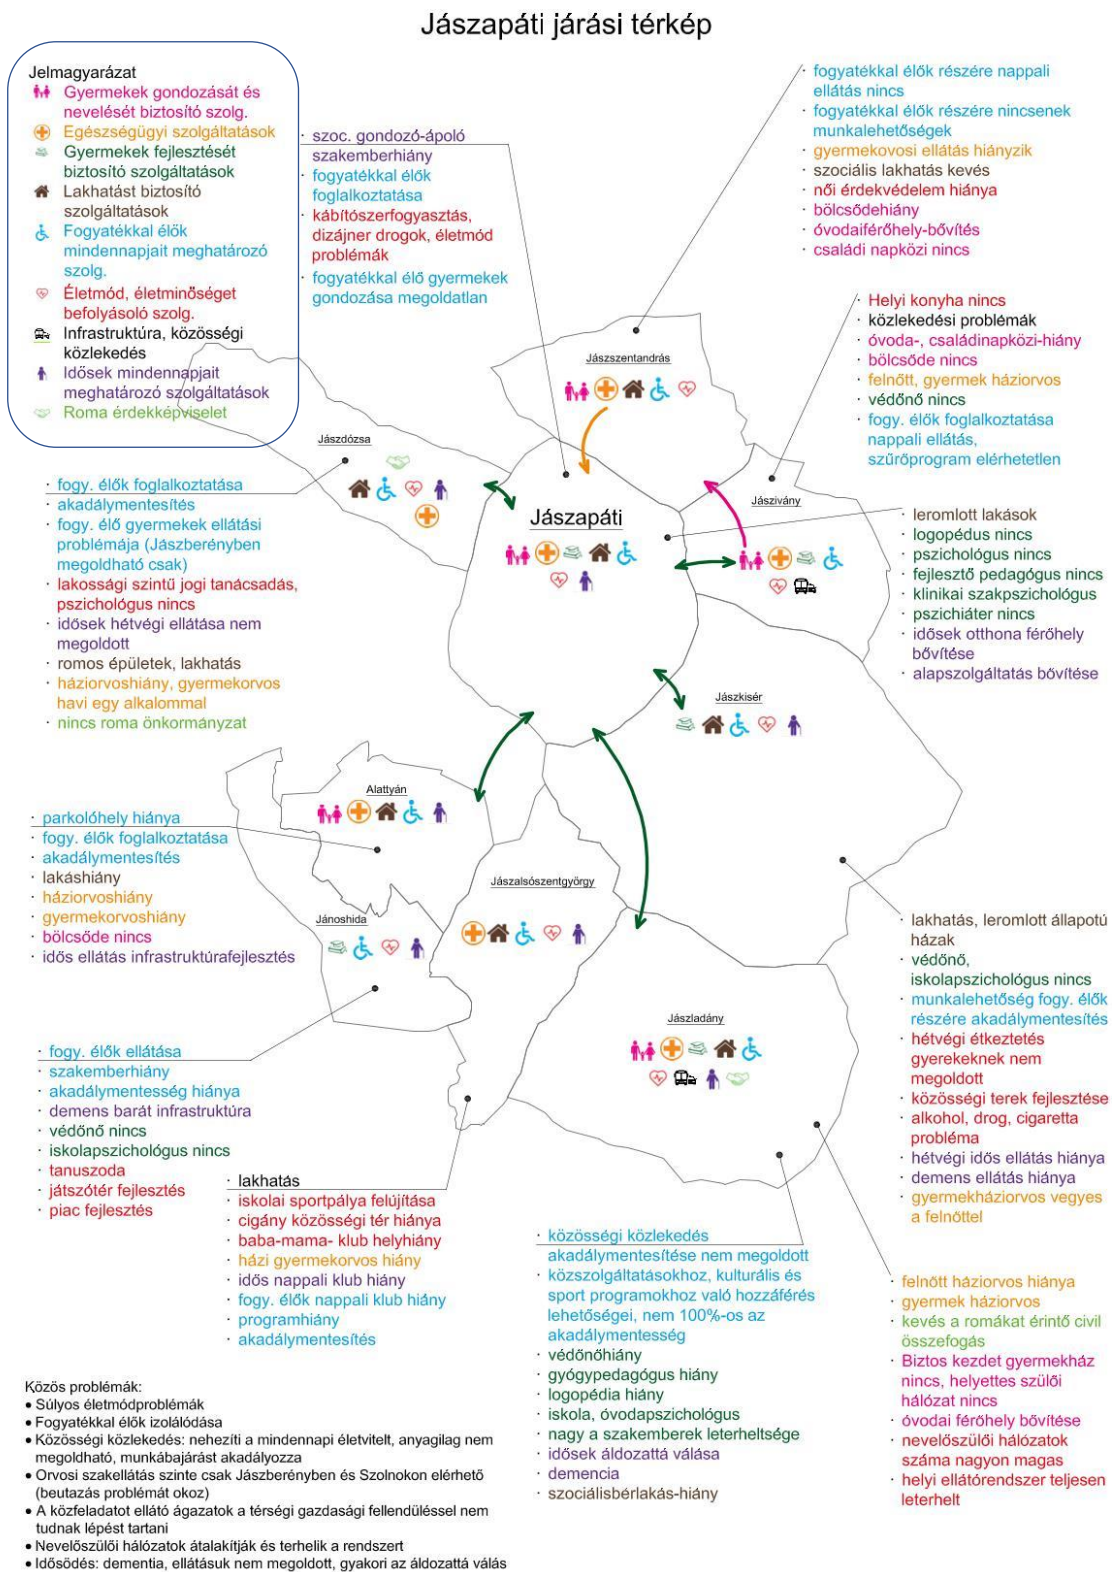 Jászapáti járási térkép
Jelmagyarázat
Gyermekek gondozását és
nevelését biztosító szolg.
Egészségügyi szolgáltatások
Gyermekek fejlesztését
biztosító szolgáltatások
Lakhatást biztosító
szolgáltatások
Fogyatékkal élők
mindennapjait meghatározó
szolg.
Életmód, életminőséget
befolyásoló szolg.
Infrastruktúra, közösségi
közlekedés
Idősek mindennapjait
meghatározó szolgáltatások
Roma érdekképviselet
· szoc. gondozó-ápoló
szakemberhiány
· fogyatékkal élők
foglalkoztatása
· kábítószerfogyasztás,
dizájner drogok, életmód
problémák
· fogyatékkal élő gyermekek
gondozása megoldatlan
· fogyatékkal élők részére nappali
ellátás nincs
· fogyatékkal élők részére nincsenek
munkalehetőségek
· gyermekovosi ellátás hiányzik
· szociális lakhatás kevés
· női érdekvédelem hiánya
· bölcsődehiány
· óvodaiférőhely-bővítés
· családi napközi nincs
· Helyi konyha nincs
· közlekedési problémák
· óvoda-, családinapközi-hiány
· bölcsőde nincs
· felnőtt, gyermek háziorvos
· védőnő nincs
· fogy. élők foglalkoztatása
nappali ellátás,
szűrőprogram elérhetetlen
Jászszentandrás
Jászdózsa
Jászapáti
Jászivány
Jászkisér
Alattyán
Jászalsószentgyörgy
Jánoshida
Jászladány
· fogy. élők foglalkoztatása
· akadálymentesítés
· fogy. élő gyermekek ellátási
problémája (Jászberényben
megoldható csak)
· lakossági szintű jogi tanácsadás,
pszichológus nincs
· idősek hétvégi ellátása nem
megoldott
· romos épületek, lakhatás
· háziorvoshiány, gyermekorvos
havi egy alkalommal
· nincs roma önkormányzat
· leromlott lakások
· logopédus nincs
· pszichológus nincs
· fejlesztő pedagógus nincs
· klinikai szakpszichológus
· pszichiáter nincs
· idősek otthona férőhely
bővítése
· alapszolgáltatás bővítése
· parkolóhely hiánya
· fogy. élők foglalkoztatása
· akadálymentesítés
· lakáshiány
· háziorvoshiány
· gyermekorvoshiány
· bölcsőde nincs
· idős ellátás infrastruktúrafejlesztés
· lakhatás, leromlott állapotú
házak
· védőnő,
iskolapszichológus nincs
· munkalehetőség fogy. élők
részére akadálymentesítés
· hétvégi étkeztetés
gyerekeknek nem
megoldott
· közösségi terek fejlesztése
· alkohol, drog, cigaretta
probléma
· hétvégi idős ellátás hiánya
· demens ellátás hiánya
· gyermekháziorvos vegyes
a felnőttel
· fogy. élők ellátása
· szakemberhiány
· akadálymentesség hiánya
· demens barát infrastruktúra
· védőnő nincs
· iskolapszichológus nincs
· tanuszoda
· játszótér fejlesztés
· piac fejlesztés
· lakhatás
· iskolai sportpálya felújítása
· cigány közösségi tér hiánya
· baba-mama- klub helyhiány
· házi gyermekorvos hiány
· idős nappali klub hiány
· fogy. élők nappali klub hiány
· programhiány
· akadálymentesítés
· közösségi közlekedés
akadálymentesítése nem megoldott
· közszolgáltatásokhoz, kulturális és
sport programokhoz való hozzáférés
lehetőségei, nem 100%-os az
akadálymentesség
· védőnőhiány
· gyógypedagógus hiány
· logopédia hiány
· iskola, óvodapszichológus
· nagy a szakemberek leterheltsége
· idősek áldozattá válása
· demencia
· szociálisbérlakás-hiány
· felnőtt háziorvos hiánya
· gyermek háziorvos
· kevés a romákat érintő civil
összefogás
· Biztos kezdet gyermekház
nincs, helyettes szülői
hálózat nincs
· óvodai férőhely bővítése
· nevelőszülői hálózatok
száma nagyon magas
· helyi ellátórendszer teljesen
leterhelt
Közös problémák:
• Súlyos életmódproblémák
• Fogyatékkal élők izolálódása
• Közösségi közlekedés: nehezíti a mindennapi életvitelt, anyagilag nem
megoldható, munkábajárást akadályozza
• Orvosi szakellátás szinte csak Jászberényben és Szolnokon elérhető
(beutazás problémát okoz)
• A közfeladatot ellátó ágazatok a térségi gazdasági fellendüléssel nem
tudnak lépést tartani
• Nevelőszülői hálózatok átalakítják és terhelik a rendszert
• Idősödés: dementia, ellátásuk nem megoldott, gyakori az áldozattá válás